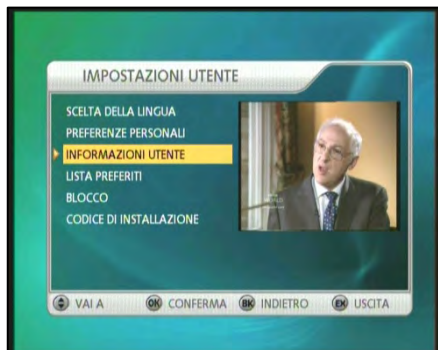 IMPOSTAZIONI UTENTE
SCELTA DELLA LINGUA
PREFERENZE PERSONALI
INFORMAZIONI UTENTE
LISTA PREFERITI
BLOCCO
CODICE DI INSTALLAZIONE
VAI A OK CONFERMA BK INDIETRO EX USCITA